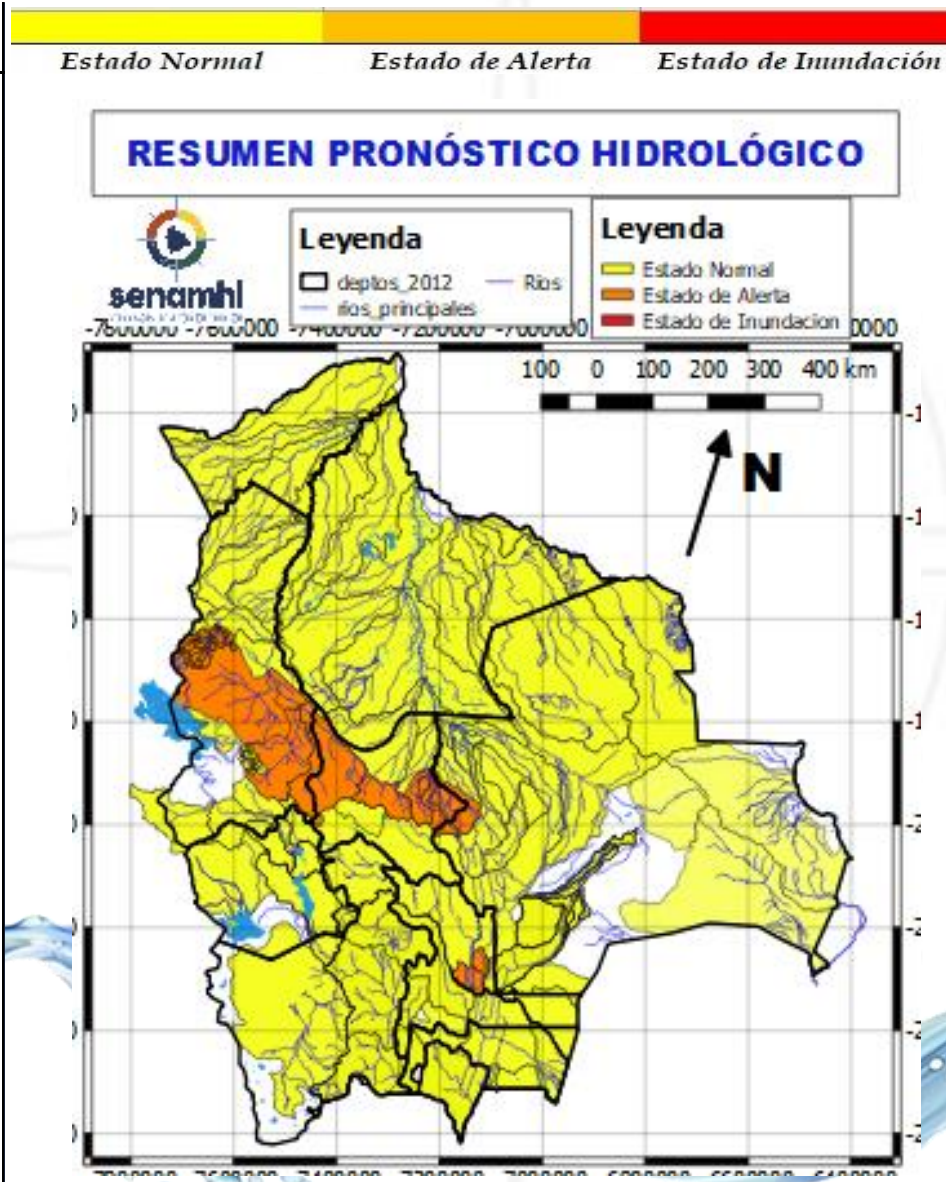 Estado Normal Estado de Alerta Estado de Inundación
RESUMEN PRONÓSTICO HIDROLÓGICO
senamhi
Leyenda
deptos_2012 Rios
rios_principales
Leyenda
Estado Normal
Estado de Alerta
Estado de Inundacion
-7800000 -7600000 -7400000 -7200000 -7000000
100 0 100 200 300 400 km
N